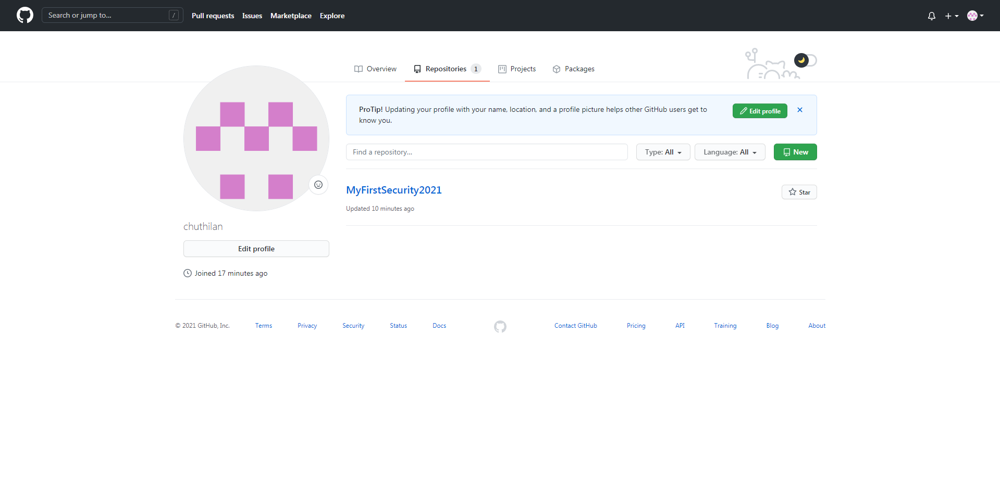 Search or jump to... /
Pull requests Issues Marketplace Explore
Overview Repositories 1 Projects Packages
ProTip! Updating your profile with your name, location, and a profile picture helps other GitHub users get to
know you.
Edit profile
Find a repository...
Type: All
Language: All
New
MyFirstSecurity2021
Star
Updated 10 minutes ago
chuthilan
Edit profile
Joined 17 minutes ago
© 2021 GitHub, Inc. Terms Privacy Security Status Docs Contact GitHub Pricing API Training Blog About